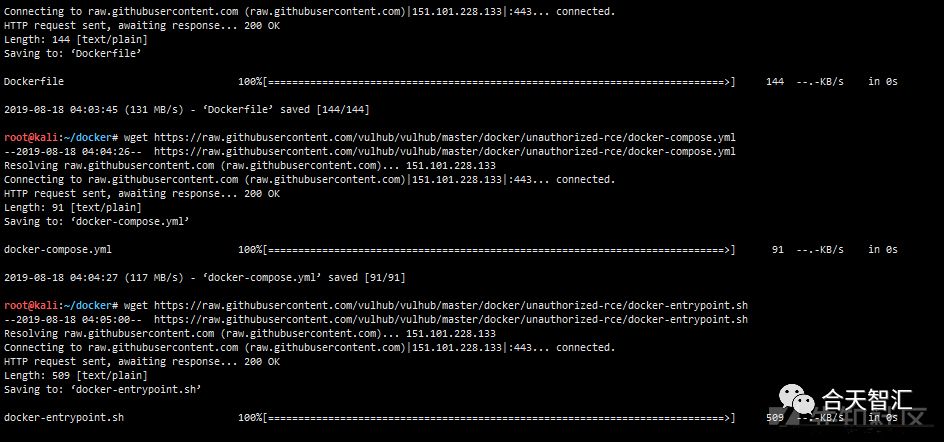 Connecting to raw.githubusercontent.com (raw.githubusercontent.com)|151.101.228.133|:443... connected.
HTTP request sent, awaiting response... 200 OK
Length: 144 [text/plain]
Saving to: ‘Dockerfile’
Dockerfile 100%[===================================================================>] 144 --.-KB/s in 0s
2019-08-18 04:03:45 (131 MB/s) - ‘Dockerfile’ saved [144/144]
root@kali:~/docker# wget https://raw.githubusercontent.com/vulhub/vulhub/master/docker/unauthorized-rce/docker-compose.yml
--2019-08-18 04:04:26-- https://raw.githubusercontent.com/vulhub/vulhub/master/docker/unauthorized-rce/docker-compose.yml
Resolving raw.githubusercontent.com (raw.githubusercontent.com)... 151.101.228.133
Connecting to raw.githubusercontent.com (raw.githubusercontent.com)|151.101.228.133|:443... connected.
HTTP request sent, awaiting response... 200 OK
Length: 91 [text/plain]
Saving to: ‘docker-compose.yml’
docker-compose.yml 100%[===================================================================>] 91 --.-KB/s in 0s
2019-08-18 04:04:27 (117 MB/s) - ‘docker-compose.yml’ saved [91/91]
root@kali:~/docker# wget https://raw.githubusercontent.com/vulhub/vulhub/master/docker/unauthorized-rce/docker-entrypoint.sh
--2019-08-18 04:05:00-- https://raw.githubusercontent.com/vulhub/vulhub/master/docker/unauthorized-rce/docker-entrypoint.sh
Resolving raw.githubusercontent.com (raw.githubusercontent.com)... 151.101.228.133
Connecting to raw.githubusercontent.com (raw.githubusercontent.com)|151.101.228.133|:443... connected.
HTTP request sent, awaiting response... 200 OK
Length: 509 [text/plain]
Saving to: ‘docker-entrypoint.sh’
docker-entrypoint.sh 100%[===================================================================>] 509 --.-KB/s in 0s
合天智汇